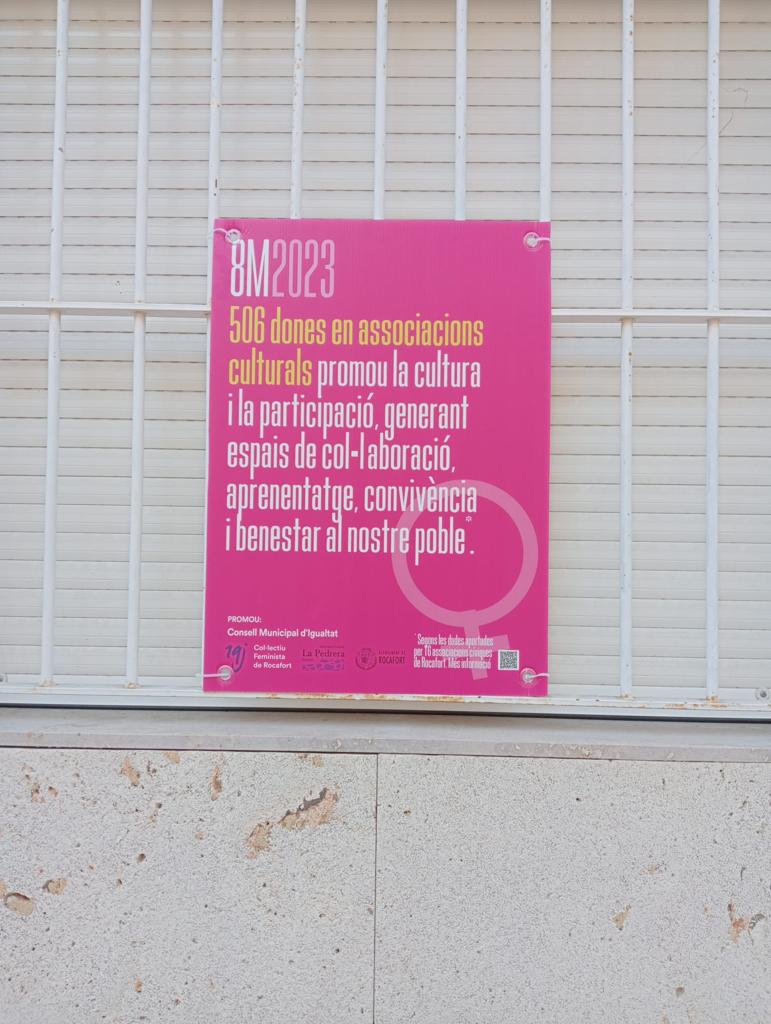 8M2023
506 dones en associacions
culturals promou la cultura
i la participació, generant
espais de col·laboració,
aprenentatge, convivència
i benestar al nostre poble*.
PROMOU:
Consell Municipal d'Igualtat
Col·lectiu
Feminista
de Rocafort
La Pedrera
AJUNTAMENT DE
ROCAFORT
*Segons les dades aportades
per 16 associacions cíviques
de Rocafort. Més informació